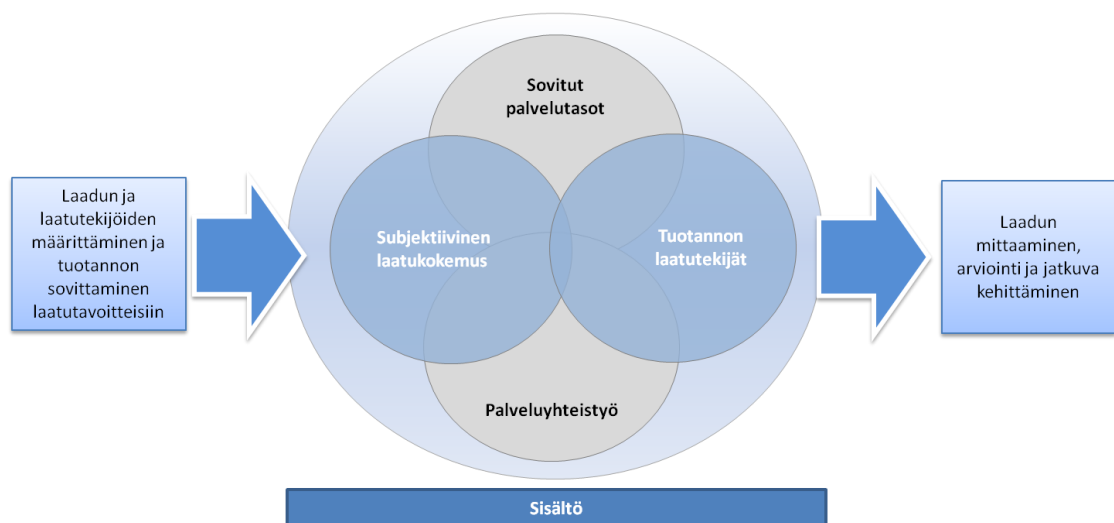 Laadun ja
laatutekijöiden
määrittäminen ja
tuotannon
sovittaminen
laatutavoitteisiin
Sovitut
palvelutasot
Subjektiivinen
laatukokemus
Tuotannon
laatutekijät
Palveluyhteistyö
Laadun
mittaaminen,
arviointi ja jatkuva
kehittäminen
Sisältö